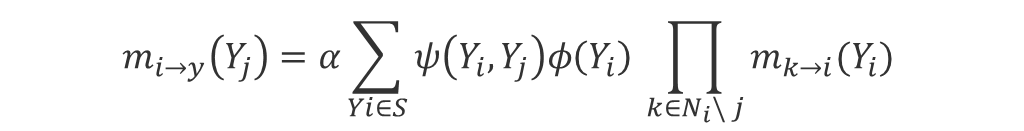 m_{i→y}(Y_j) = α ∑_{Yi∈S} ψ(Y_i, Y_j)ϕ(Y_i) ∏_{k∈N_i∖j} m_{k→i}(Y_i)